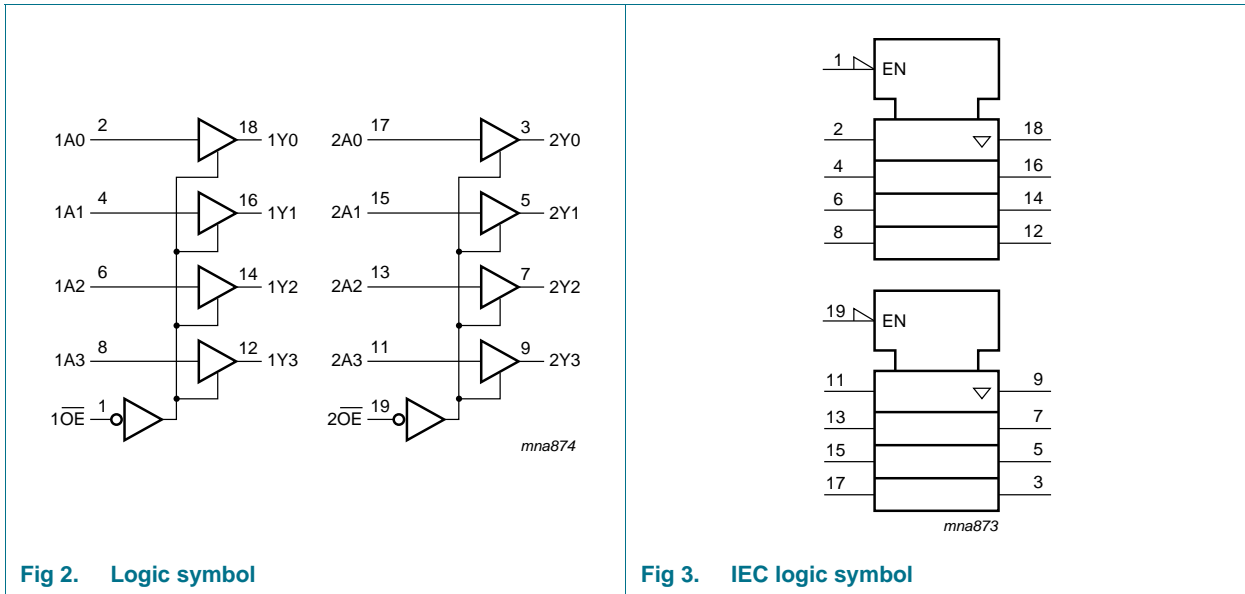 1A0 2 18 1Y0
1A1 4 16 1Y1
1A2 6 14 1Y2
1A3 8 12 1Y3
1O̅E̅ 1
2A0 17 3 2Y0
2A1 15 5 2Y1
2A2 13 7 2Y2
2A3 11 9 2Y3
2O̅E̅ 19
mna874
Fig 2. Logic symbol
1 EN
2 18
4 16
6 14
8 12
19 EN
11 9
13 7
15 5
17 3
mna873
Fig 3. IEC logic symbol